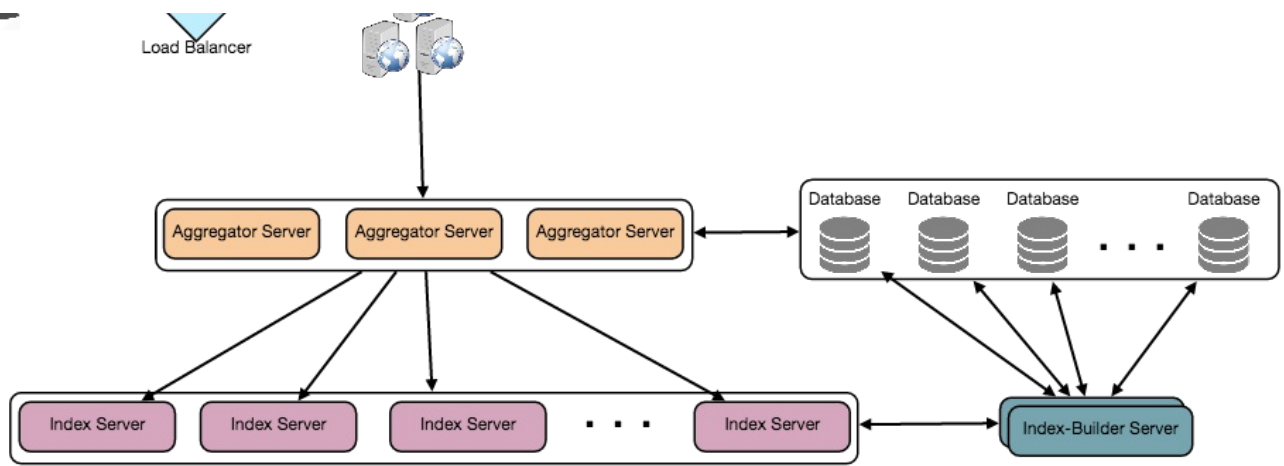 Load Balancer
Database Database Database Database
Aggregator Server Aggregator Server Aggregator Server
Index Server Index Server Index Server Index Server
Index-Builder Server